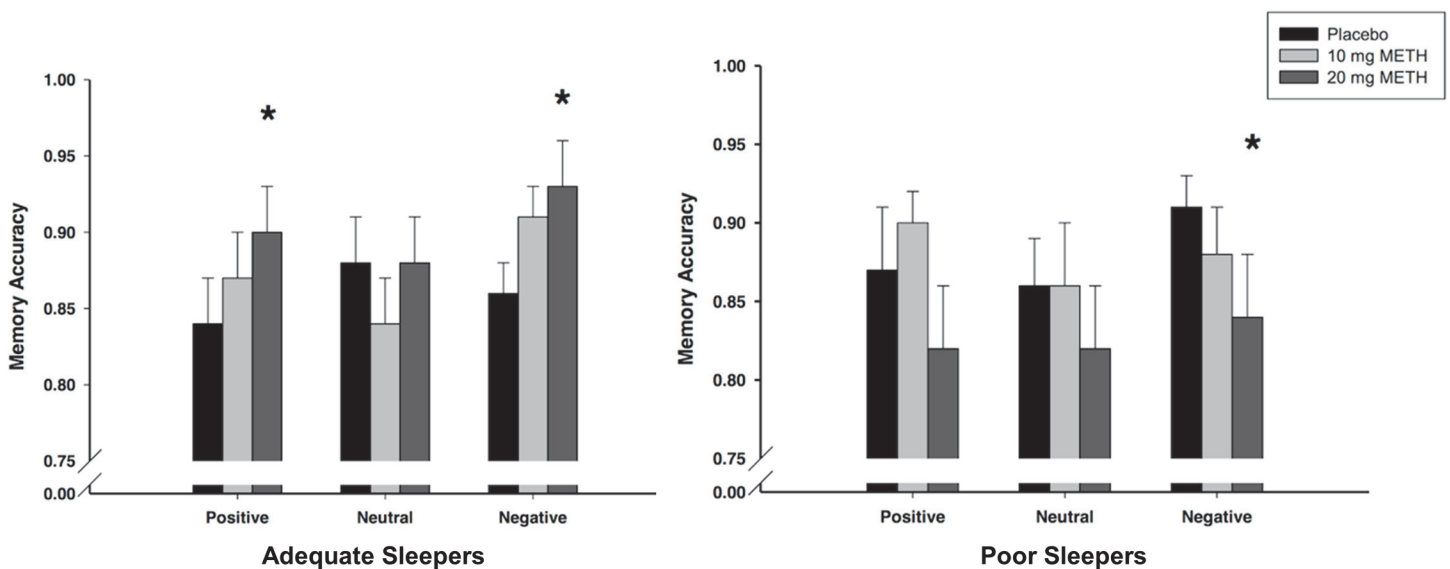 Placebo
10 mg METH
20 mg METH
Memory Accuracy
1.00
0.95
0.90
0.85
0.80
0.75
0.00
*
*
Positive Neutral Negative
Adequate Sleepers
Memory Accuracy
1.00
0.95
0.90
0.85
0.80
0.75
0.00
*
Positive Neutral Negative
Poor Sleepers